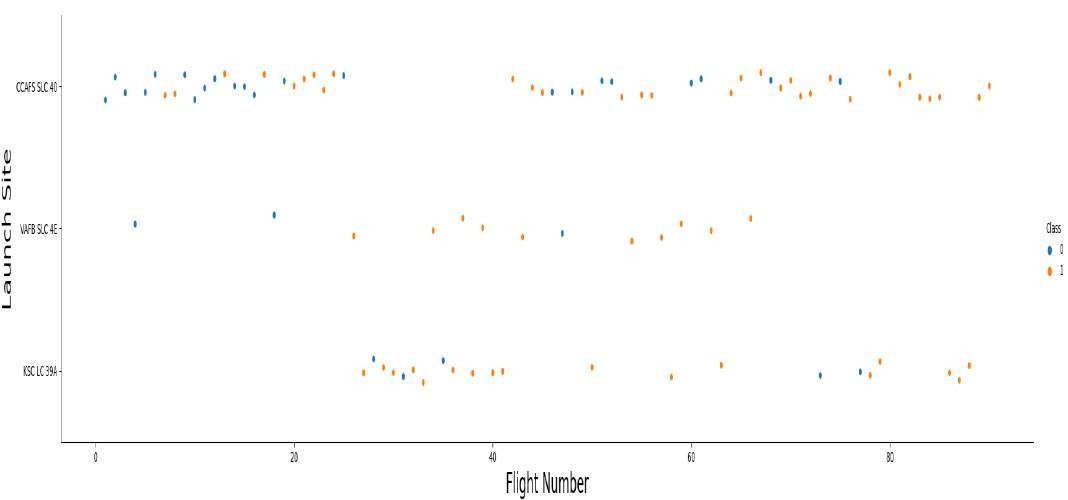 CCAFS SLC 40
VAFB SLC 4E
KSC LC 39A
Launch Site
0 20 40 60 80
Flight Number
Class
0
1